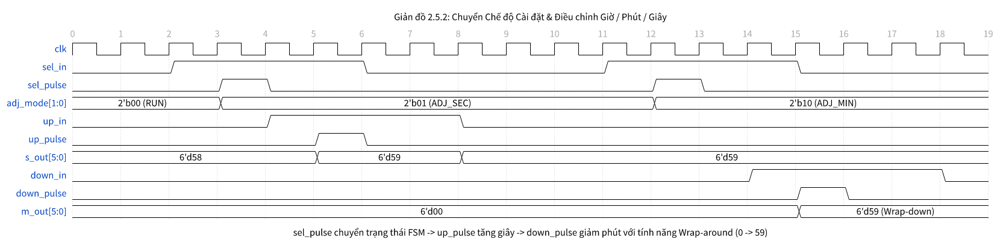 Giản đồ 2.5.2: Chuyển Chế độ Cài đặt & Điều chỉnh Giờ / Phút / Giây
0 1 2 3 4 5 6 7 8 9 10 11 12 13 14 15 16 17 18 19
clk
sel_in
sel_pulse
adj_mode[1:0] 2'b00 (RUN) 2'b01 (ADJ_SEC) 2'b10 (ADJ_MIN)
up_in
up_pulse
s_out[5:0] 6'd58 6'd59 6'd59
down_in
down_pulse
m_out[5:0] 6'd00 6'd59 (Wrap-down)
sel_pulse chuyển trạng thái FSM -> up_pulse tăng giây -> down_pulse giảm phút với tính năng Wrap-around (0 -> 59)